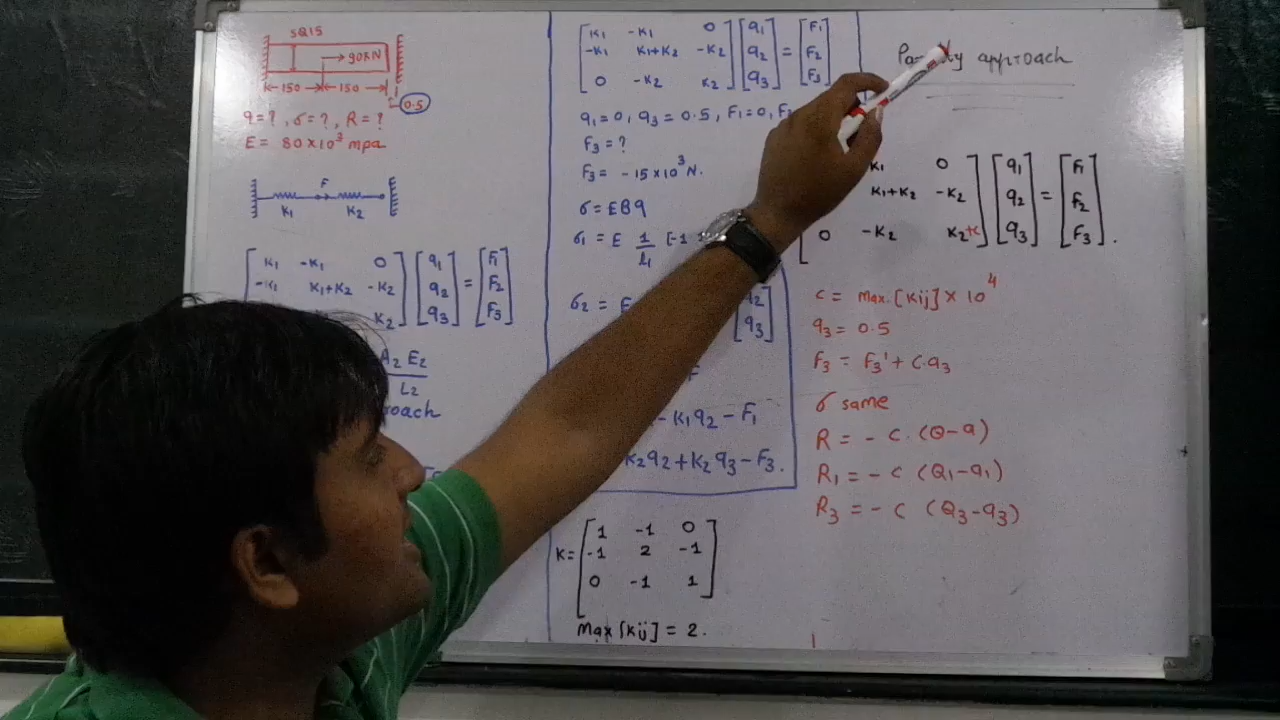 SQ15
90KN
150 150
0.5
q=? , σ=? , R=?
E= 80×10³ mpa
F
K1 K2
K1 -K1 0 q1 F1
-K1 K1+K2 -K2 q2 = F2
K2 q3 F3
A2 E2
L2
K1 -K1 0 q1 F1
-K1 K1+K2 -K2 q2 = F2
0 -K2 K2 q3 F3
q1=0, q3=0.5, F1=0,
F3=?
F3= -15×10³N.
σ=EBq
σ1 = E 1/L1 [-1
σ2 =
q2
q3
- K1q2 - F1
K2q2+K2q3-F3.
K= 1 -1 0
-1 2 -1
0 -1 1
Max [Kij] = 2.
approach
K1 0 q1 F1
K1+K2 -K2 q2 = F2
0 -K2 K2+c q3 F3 .
c= max.[Kij]×10⁴
q3= 0.5
F3 = F3'+ C.a3
σ same
R= - C. (Q-a)
R1= - C (Q1-q1)
R3= - C (Q3-q3)